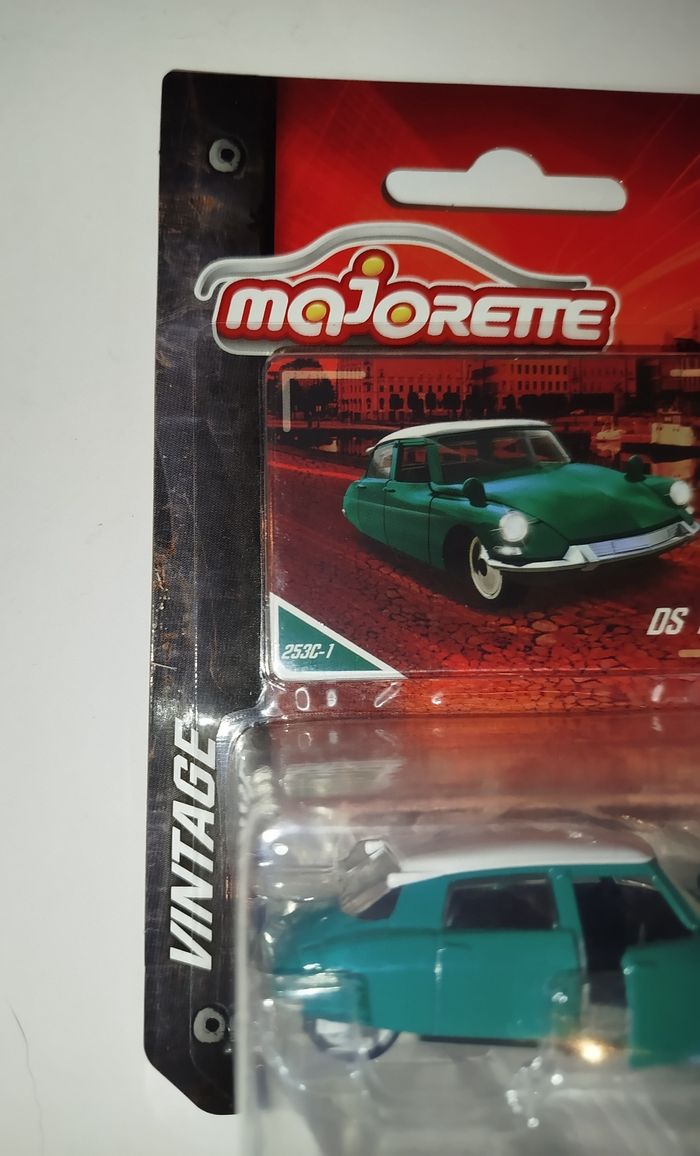 majorette
DS
253C-1
VINTAGE